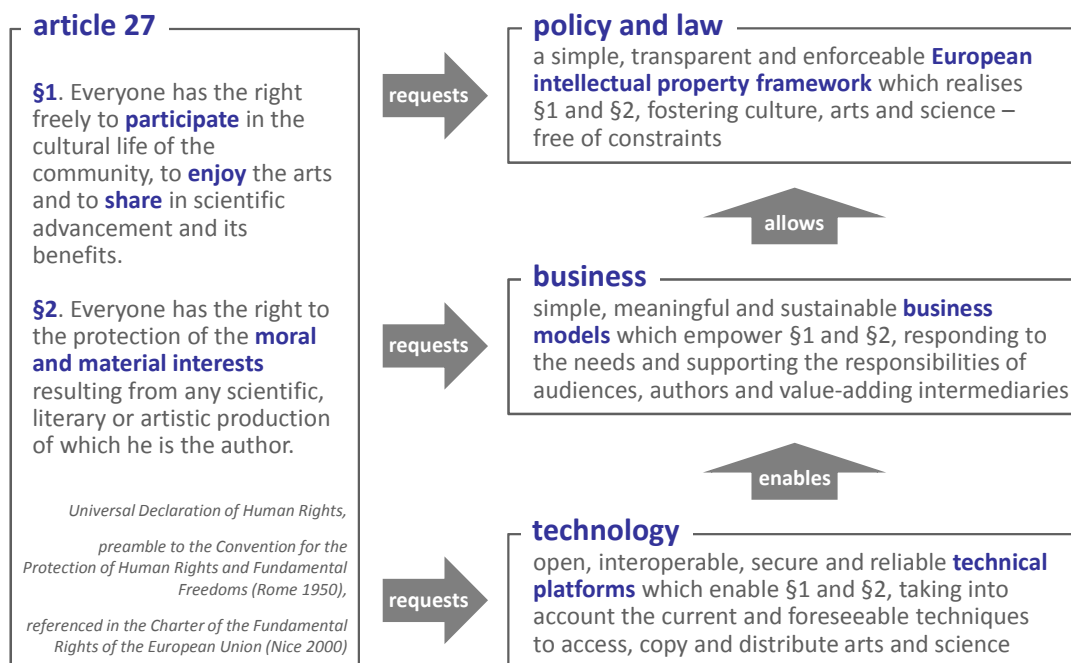 article 27
§1. Everyone has the right
freely to participate in the
cultural life of the
community, to enjoy the arts
and to share in scientific
advancement and its
benefits.
§2. Everyone has the right to
the protection of the moral
and material interests
resulting from any scientific,
literary or artistic production
of which he is the author.
Universal Declaration of Human Rights,
preamble to the Convention for the
Protection of Human Rights and Fundamental
Freedoms (Rome 1950),
referenced in the Charter of the Fundamental
Rights of the European Union (Nice 2000)
requests
policy and law
a simple, transparent and enforceable European
intellectual property framework which realises
§1 and §2, fostering culture, arts and science –
free of constraints
allows
requests
business
simple, meaningful and sustainable business
models which empower §1 and §2, responding to
the needs and supporting the responsibilities of
audiences, authors and value-adding intermediaries
enables
requests
technology
open, interoperable, secure and reliable technical
platforms which enable §1 and §2, taking into
account the current and foreseeable techniques
to access, copy and distribute arts and science